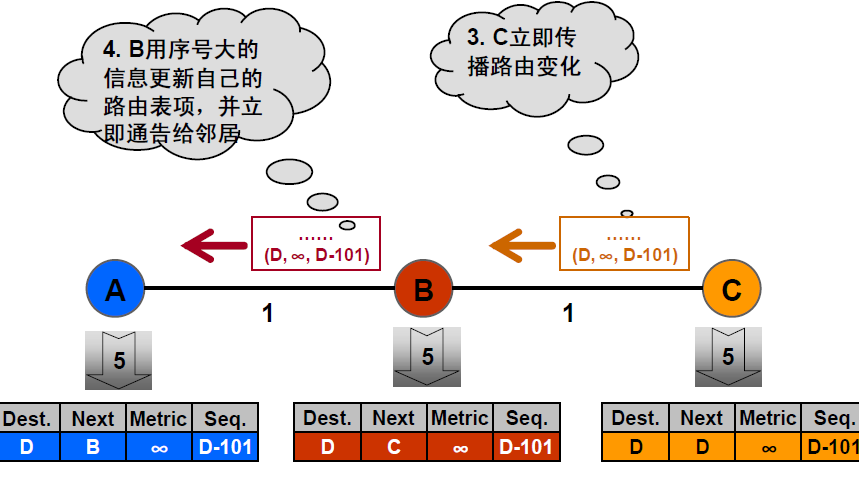 4. B用序号大的
信息更新自己的
路由表项，并立
即通告给邻居
3. C立即传
播路由变化
……
(D, ∞, D-101)
……
(D, ∞, D-101)
A
B
C
1
1
5
5
5
Dest. Next Metric Seq.
D B ∞ D-101
Dest. Next Metric Seq.
D C ∞ D-101
Dest. Next Metric Seq.
D D ∞ D-101